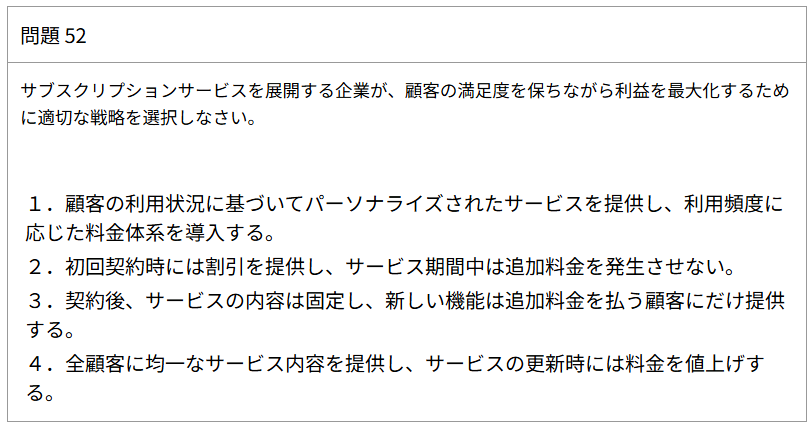 問題 52
サブスクリプションサービスを展開する企業が、顧客の満足度を保ちながら利益を最大化するため
に適切な戦略を選択しなさい。
１．顧客の利用状況に基づいてパーソナライズされたサービスを提供し、利用頻度に
応じた料金体系を導入する。
２．初回契約時には割引を提供し、サービス期間中は追加料金を発生させない。
３．契約後、サービスの内容は固定し、新しい機能は追加料金を払う顧客にだけ提供
する。
４．全顧客に均一なサービス内容を提供し、サービスの更新時には料金を値上げす
る。